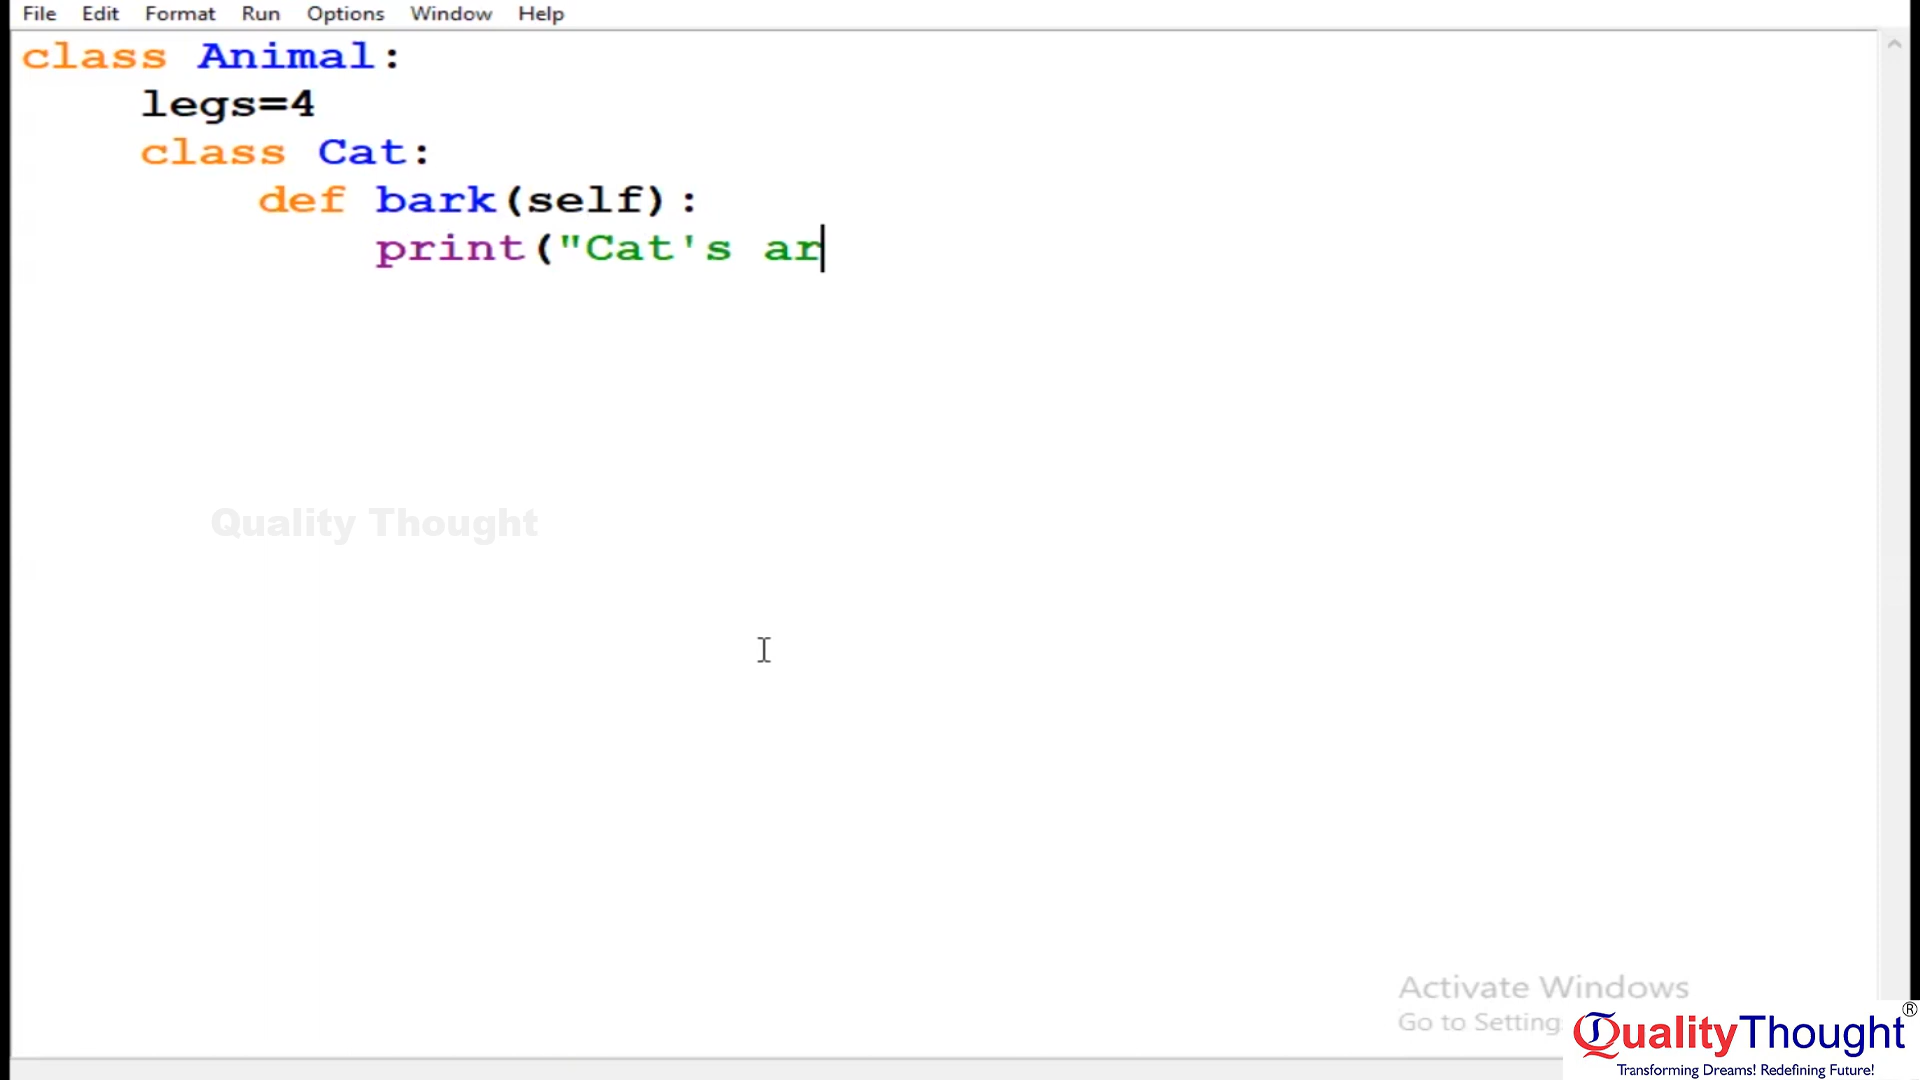 File Edit Format Run Options Window Help
class Animal:
    legs=4
    class Cat:
        def bark(self):
            print("Cat's ar
Quality Thought
Activate Windows
Go to Setting
QualityThought®
Transforming Dreams! Redefining Future!